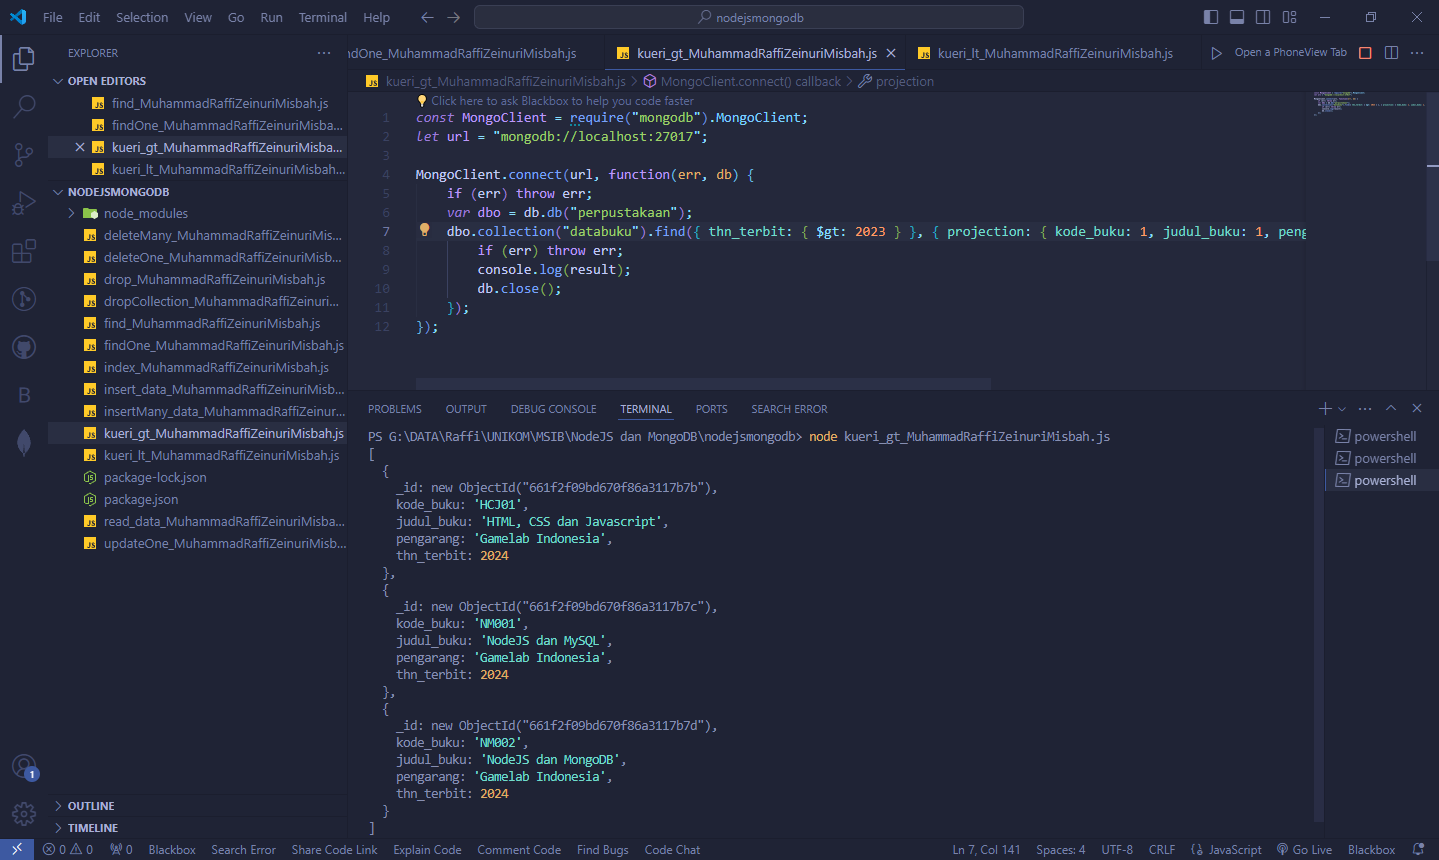 File Edit Selection View Go Run Terminal Help
nodejsmongodb
EXPLORER
OPEN EDITORS
find_MuhammadRaffiZeinuriMisbah.js
findOne_MuhammadRaffiZeinuriMisba...
kueri_gt_MuhammadRaffiZeinuriMisba...
kueri_lt_MuhammadRaffiZeinuriMisbah....
NODEJSMONGODB
node_modules
deleteMany_MuhammadRaffiZeinuriMis...
deleteOne_MuhammadRaffiZeinuriMisb...
drop_MuhammadRaffiZeinuriMisbah.js
dropCollection_MuhammadRaffiZeinuri...
find_MuhammadRaffiZeinuriMisbah.js
findOne_MuhammadRaffiZeinuriMisbah.js
index_MuhammadRaffiZeinuriMisbah.js
insert_data_MuhammadRaffiZeinuriMisb...
insertMany_data_MuhammadRaffiZeinur...
kueri_gt_MuhammadRaffiZeinuriMisbah.js
kueri_lt_MuhammadRaffiZeinuriMisbah.js
package-lock.json
package.json
read_data_MuhammadRaffiZeinuriMisba...
updateOne_MuhammadRaffiZeinuriMisb...
OUTLINE
TIMELINE
B
1
ndOne_MuhammadRaffiZeinuriMisbah.js kueri_gt_MuhammadRaffiZeinuriMisbah.js kueri_lt_MuhammadRaffiZeinuriMisbah.js Open a PhoneView Tab
kueri_gt_MuhammadRaffiZeinuriMisbah.js > MongoClient.connect() callback > projection
Click here to ask Blackbox to help you code faster
1 const MongoClient = require("mongodb").MongoClient;
2 let url = "mongodb://localhost:27017";
3
4 MongoClient.connect(url, function(err, db) {
5 if (err) throw err;
6 var dbo = db.db("perpustakaan");
7 dbo.collection("databuku").find({ thn_terbit: { $gt: 2023 } }, { projection: { kode_buku: 1, judul_buku: 1, peng
8 if (err) throw err;
9 console.log(result);
10 db.close();
11 });
12 });
PROBLEMS OUTPUT DEBUG CONSOLE TERMINAL PORTS SEARCH ERROR
PS G:\DATA\Raffi\UNIKOM\MSIB\NodeJS dan MongoDB\nodejsmongodb> node kueri_gt_MuhammadRaffiZeinuriMisbah.js
[
{
_id: new ObjectId("661f2f09bd670f86a3117b7b"),
kode_buku: 'HCJ01',
judul_buku: 'HTML, CSS dan Javascript',
pengarang: 'Gamelab Indonesia',
thn_terbit: 2024
},
{
_id: new ObjectId("661f2f09bd670f86a3117b7c"),
kode_buku: 'NM001',
judul_buku: 'NodeJS dan MySQL',
pengarang: 'Gamelab Indonesia',
thn_terbit: 2024
},
{
_id: new ObjectId("661f2f09bd670f86a3117b7d"),
kode_buku: 'NM002',
judul_buku: 'NodeJS dan MongoDB',
pengarang: 'Gamelab Indonesia',
thn_terbit: 2024
}
]
powershell
powershell
powershell
0 0 0 Blackbox Search Error Share Code Link Explain Code Comment Code Find Bugs Code Chat Ln 7, Col 141 Spaces: 4 UTF-8 CRLF {} JavaScript Go Live Blackbox